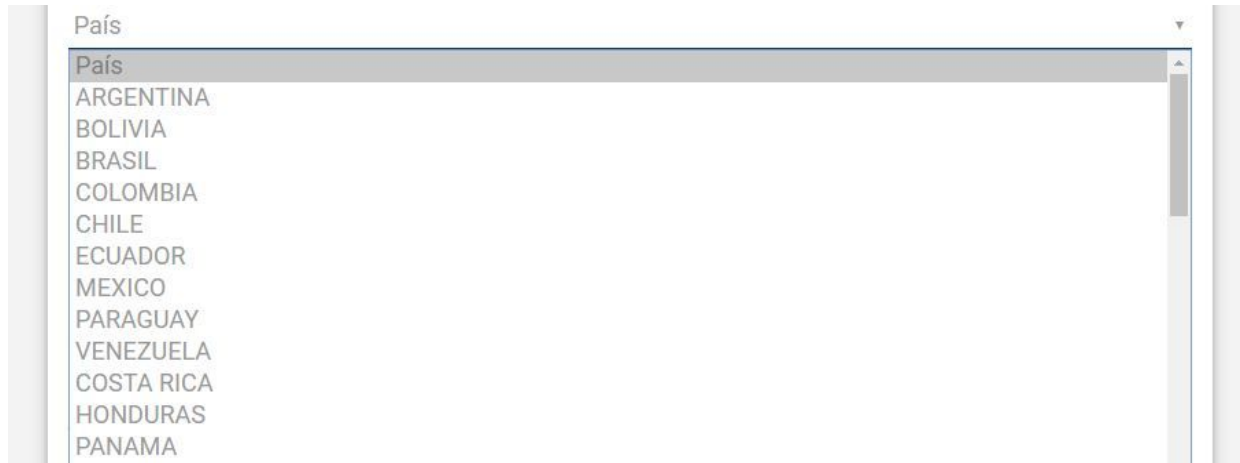 País
País
ARGENTINA
BOLIVIA
BRASIL
COLOMBIA
CHILE
ECUADOR
MEXICO
PARAGUAY
VENEZUELA
COSTA RICA
HONDURAS
PANAMA